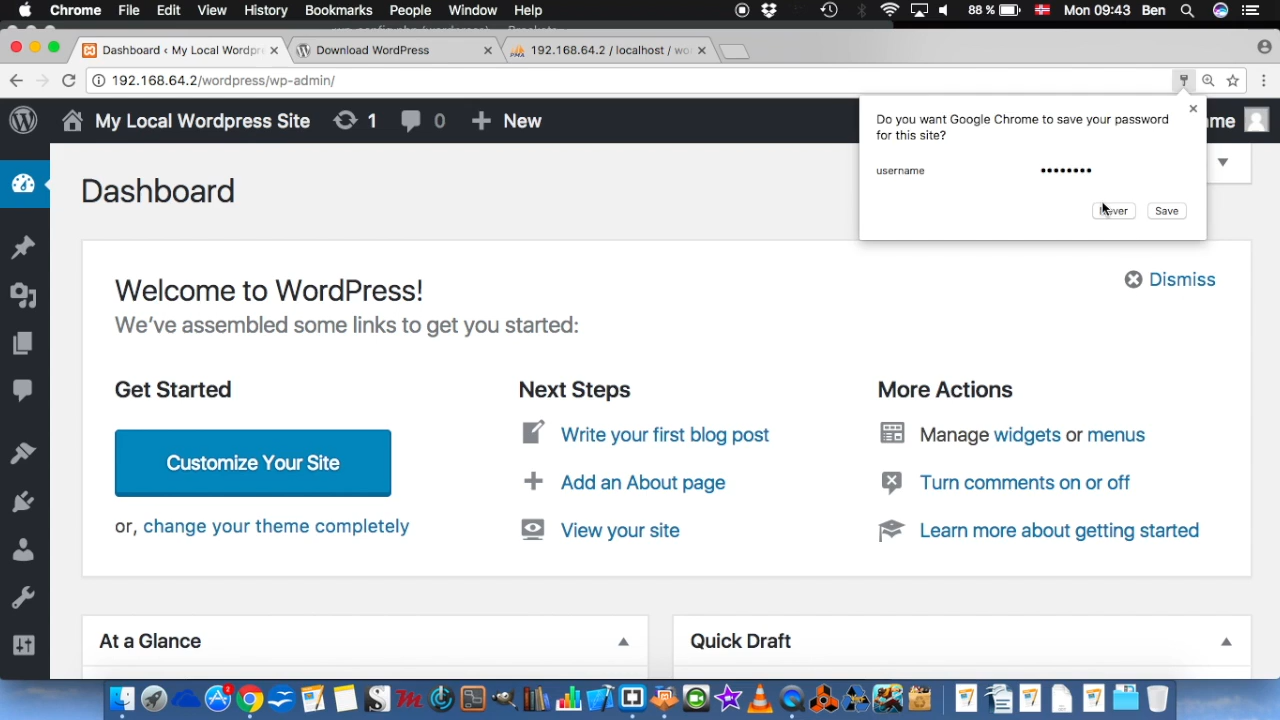 Chrome File Edit View History Bookmarks People Window Help 88% Mon 09:43 Ben
Dashboard ‹ My Local Wordpre
Download WordPress
192.168.64.2 / localhost / wo
192.168.64.2/wordpress/wp-admin/
My Local Wordpress Site 1 0 New
Do you want Google Chrome to save your password
for this site?
username ••••••••
Save
Dashboard
Welcome to WordPress!
Dismiss
We've assembled some links to get you started:
Get Started
Customize Your Site
or, change your theme completely
Next Steps
Write your first blog post
Add an About page
View your site
More Actions
Manage widgets or menus
Turn comments on or off
Learn more about getting started
At a Glance
Quick Draft